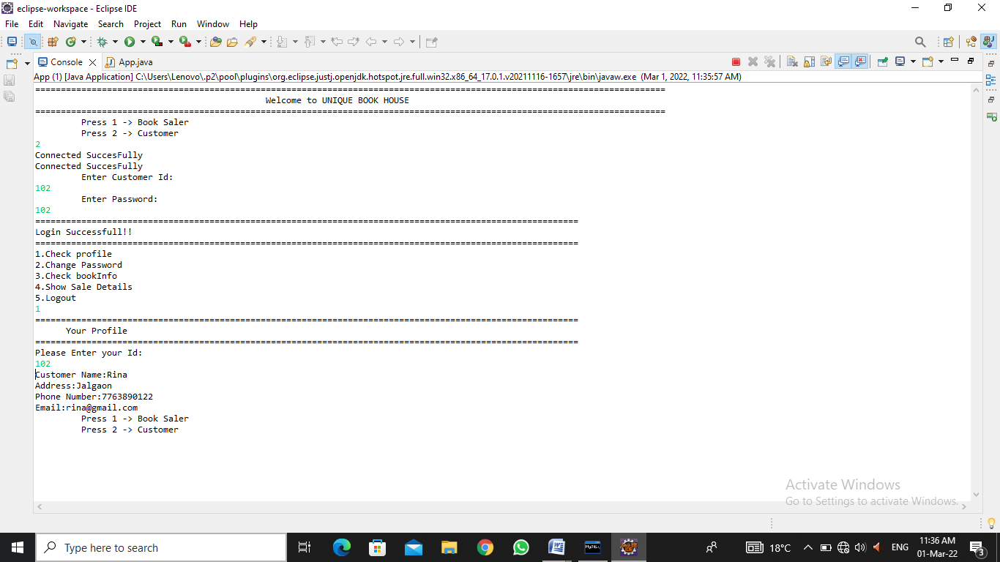 eclipse-workspace - Eclipse IDE
File Edit Navigate Search Project Run Window Help
Console App.java
App (1) [Java Application] C:\Users\Lenovo\.p2\pool\plugins\org.eclipse.justj.openjdk.hotspot.jre.full.win32.x86_64_17.0.1.v20211116-1657\jre\bin\javaw.exe (Mar 1, 2022, 11:35:57 AM)
===========================================================================================================================
Welcome to UNIQUE BOOK HOUSE
===========================================================================================================================
Press 1 -> Book Saler
Press 2 -> Customer
2
Connected SuccesFully
Connected SuccesFully
Enter Customer Id:
102
Enter Password:
102
==========================================================================================================
Login Successfull!!
==========================================================================================================
1.Check profile
2.Change Password
3.Check bookInfo
4.Show Sale Details
5.Logout
1
==========================================================================================================
Your Profile
==========================================================================================================
Please Enter your Id:
102
Customer Name:Rina
Address:Jalgaon
Phone Number:7763890122
Email:rina@gmail.com
Press 1 -> Book Saler
Press 2 -> Customer
Activate Windows
Go to Settings to activate Windows.
Type here to search
W
MySQL
JAVA EE
IDE
18°C
ENG
11:36 AM
01-Mar-22
3